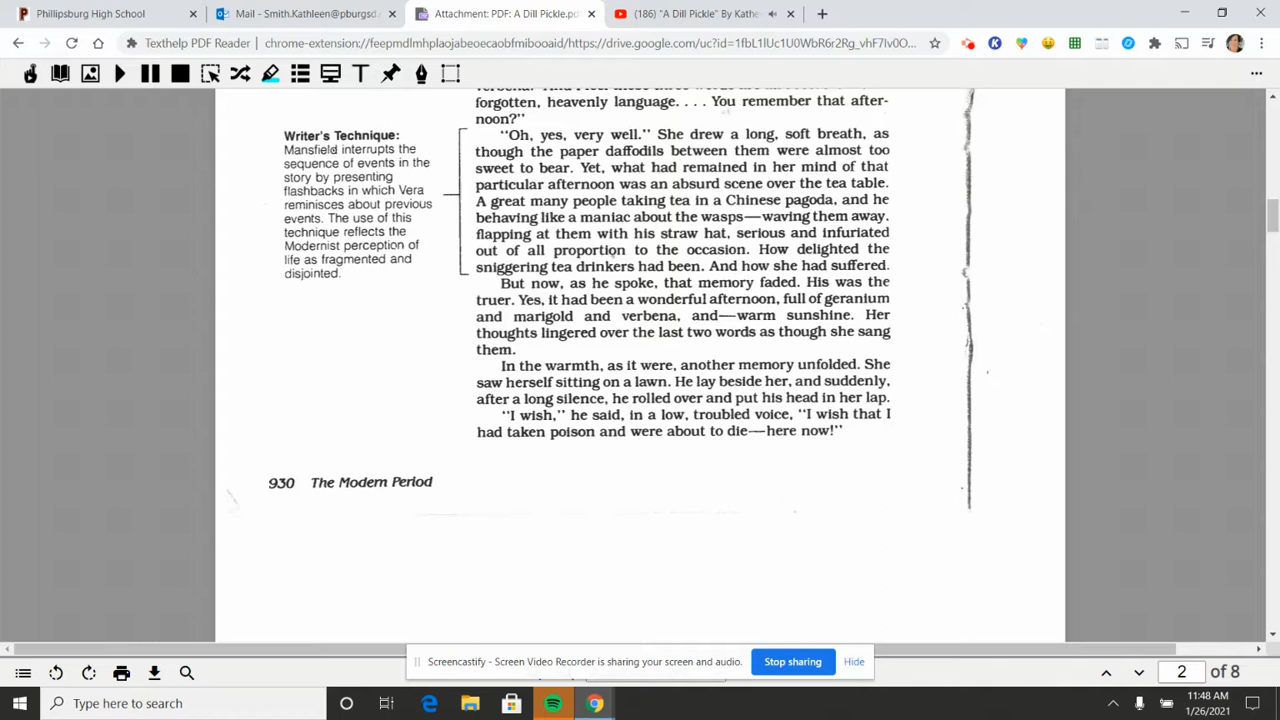 Phillipsburg High School
Mail - Smith.Kathleen@pburgsd.
Attachment: PDF: A Dill Pickle.pd
(186) "A Dill Pickle" By Kathe
Texthelp PDF Reader | chrome-extension://feepmdlmhplaojabeoecaobfmibooaid/https://drive.google.com/uc?id=1fbL1lUc1U0WbR6r2Rg_vhF7Iv0O...
forgotten, heavenly language. . . . You remember that after-
noon?"
Writer's Technique:
Mansfield interrupts the
sequence of events in the
story by presenting
flashbacks in which Vera
reminisces about previous
events. The use of this
technique reflects the
Modernist perception of
life as fragmented and
disjointed.
"Oh, yes, very well." She drew a long, soft breath, as
though the paper daffodils between them were almost too
sweet to bear. Yet, what had remained in her mind of that
particular afternoon was an absurd scene over the tea table.
A great many people taking tea in a Chinese pagoda, and he
behaving like a maniac about the wasps—waving them away,
flapping at them with his straw hat, serious and infuriated
out of all proportion to the occasion. How delighted the
sniggering tea drinkers had been. And how she had suffered.
But now, as he spoke, that memory faded. His was the
truer. Yes, it had been a wonderful afternoon, full of geranium
and marigold and verbena, and—warm sunshine. Her
thoughts lingered over the last two words as though she sang
them.
In the warmth, as it were, another memory unfolded. She
saw herself sitting on a lawn. He lay beside her, and suddenly,
after a long silence, he rolled over and put his head in her lap.
"I wish," he said, in a low, troubled voice, "I wish that I
had taken poison and were about to die—here now!"
930 The Modern Period
Screencastify - Screen Video Recorder is sharing your screen and audio.
Stop sharing
Hide
2 of 8
Type here to search
11:48 AM
1/26/2021